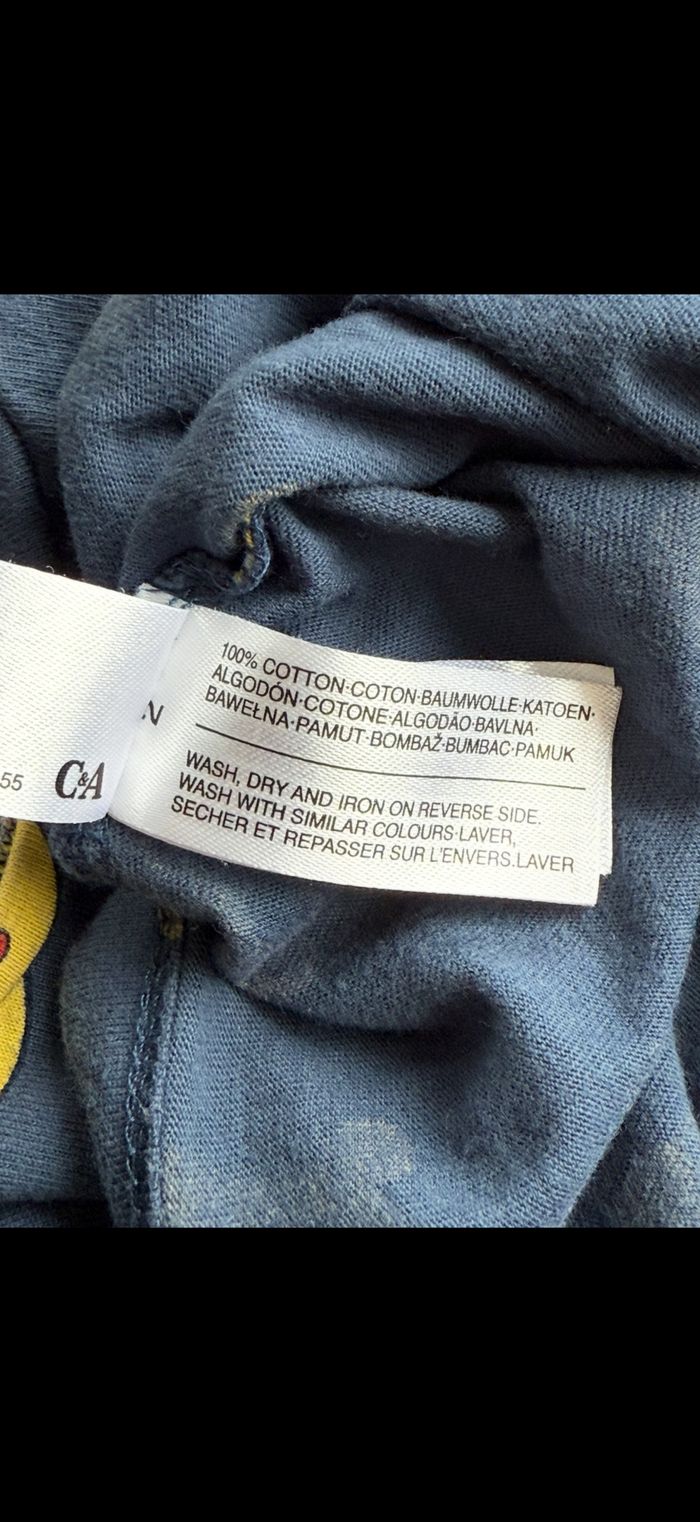 100% COTTON·COTON·BAUMWOLLE·KATOEN·
ALGODÓN·COTONE·ALGODÃO·BAVLNA·
BAWEŁNA·PAMUT·BOMBAŽ·BUMBAC·PAMUK
WASH, DRY AND IRON ON REVERSE SIDE.
WASH WITH SIMILAR COLOURS·LAVER,
SECHER ET REPASSER SUR L'ENVERS.LAVER
N
55
C&A